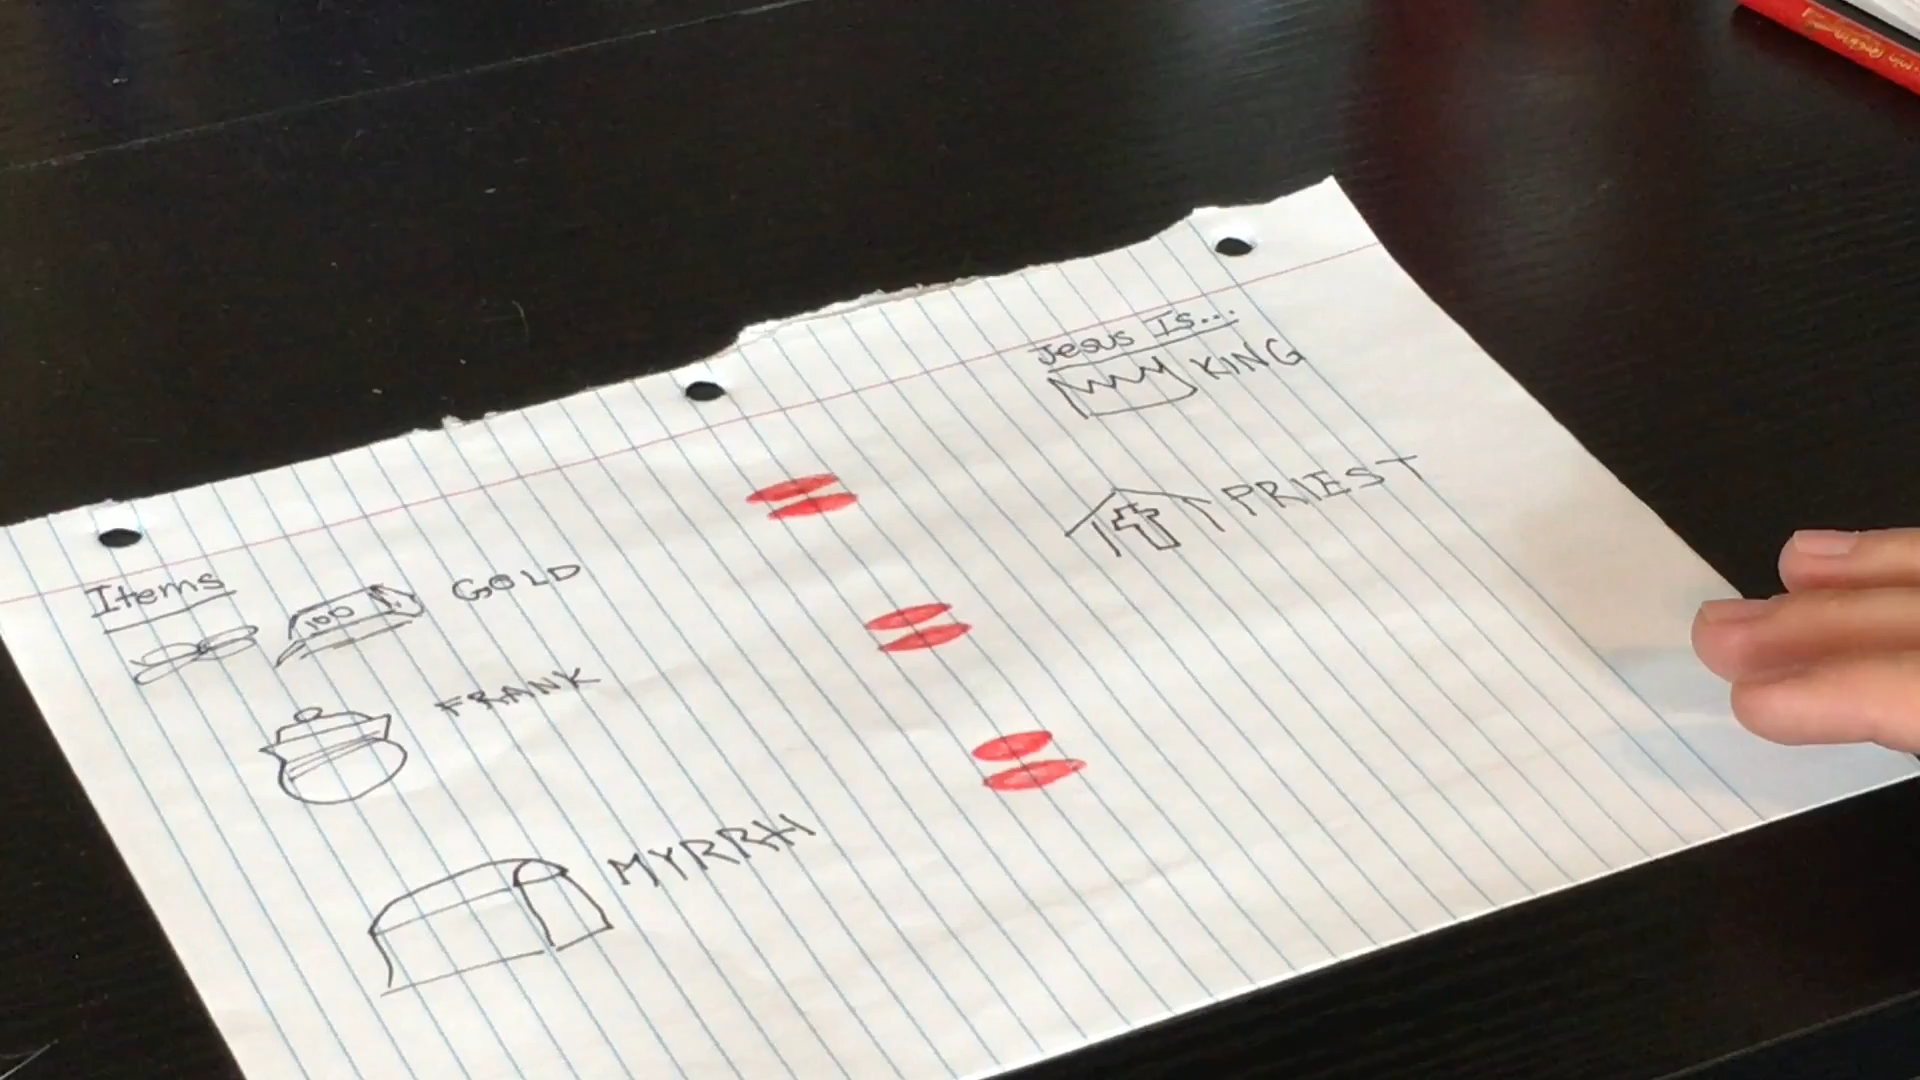 Items
100 GOLD
FRANK
MYRRH
Jesus Is...
KING
PRIEST